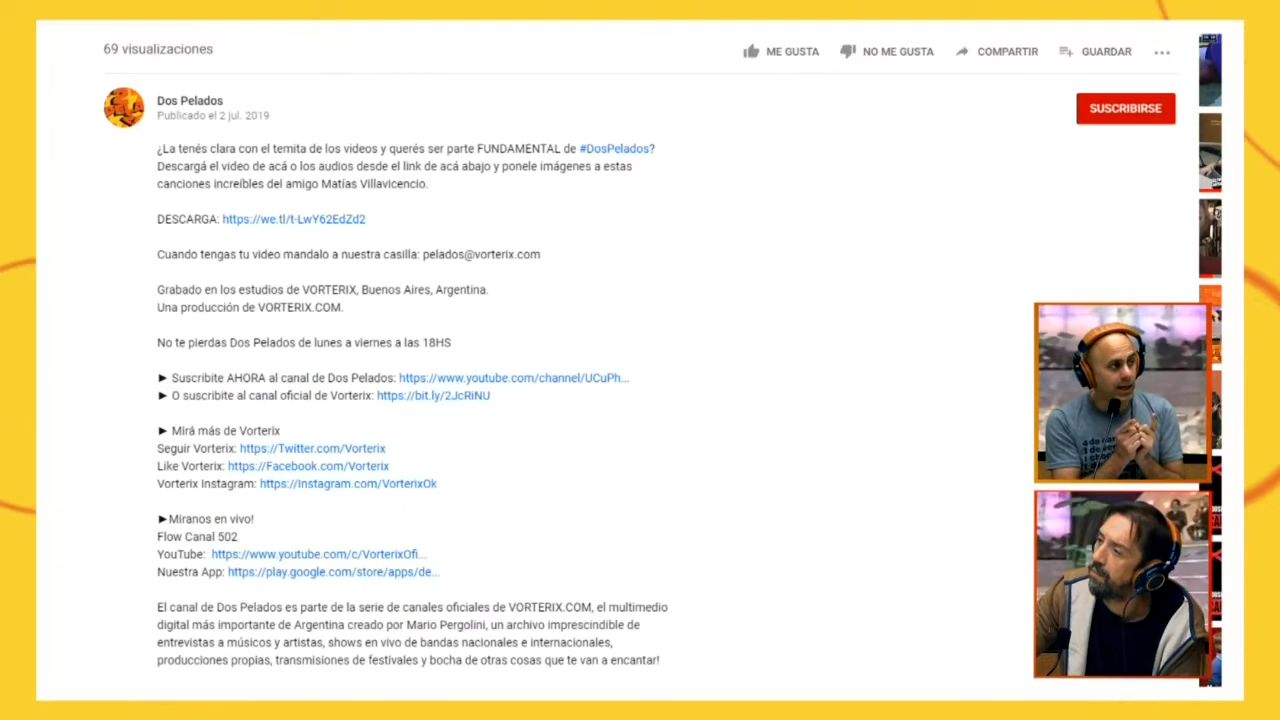 69 visualizaciones
ME GUSTA NO ME GUSTA COMPARTIR GUARDAR
Dos Pelados
Publicado el 2 jul. 2019
SUSCRIBIRSE
¿La tenés clara con el temita de los videos y querés ser parte FUNDAMENTAL de #DosPelados?
Descargá el video de acá o los audios desde el link de acá abajo y ponele imágenes a estas
canciones increíbles del amigo Matías Villavicencio.
DESCARGA: https://we.tl/t-LwY62EdZd2
Cuando tengas tu video mandalo a nuestra casilla: pelados@vorterix.com
Grabado en los estudios de VORTERIX, Buenos Aires, Argentina.
Una producción de VORTERIX.COM.
No te pierdas Dos Pelados de lunes a viernes a las 18HS
► Suscribite AHORA al canal de Dos Pelados: https://www.youtube.com/channel/UCuPh...
► O suscribite al canal oficial de Vorterix: https://bit.ly/2JcRiNU
► Mirá más de Vorterix
Seguir Vorterix: https://Twitter.com/Vorterix
Like Vorterix: https://Facebook.com/Vorterix
Vorterix Instagram: https://Instagram.com/VorterixOk
►Miranos en vivo!
Flow Canal 502
YouTube: https://www.youtube.com/c/VorterixOfi...
Nuestra App: https://play.google.com/store/apps/de...
El canal de Dos Pelados es parte de la serie de canales oficiales de VORTERIX.COM, el multimedio
digital más importante de Argentina creado por Mario Pergolini, un archivo imprescindible de
entrevistas a músicos y artistas, shows en vivo de bandas nacionales e internacionales,
producciones propias, transmisiones de festivales y bocha de otras cosas que te van a encantar!